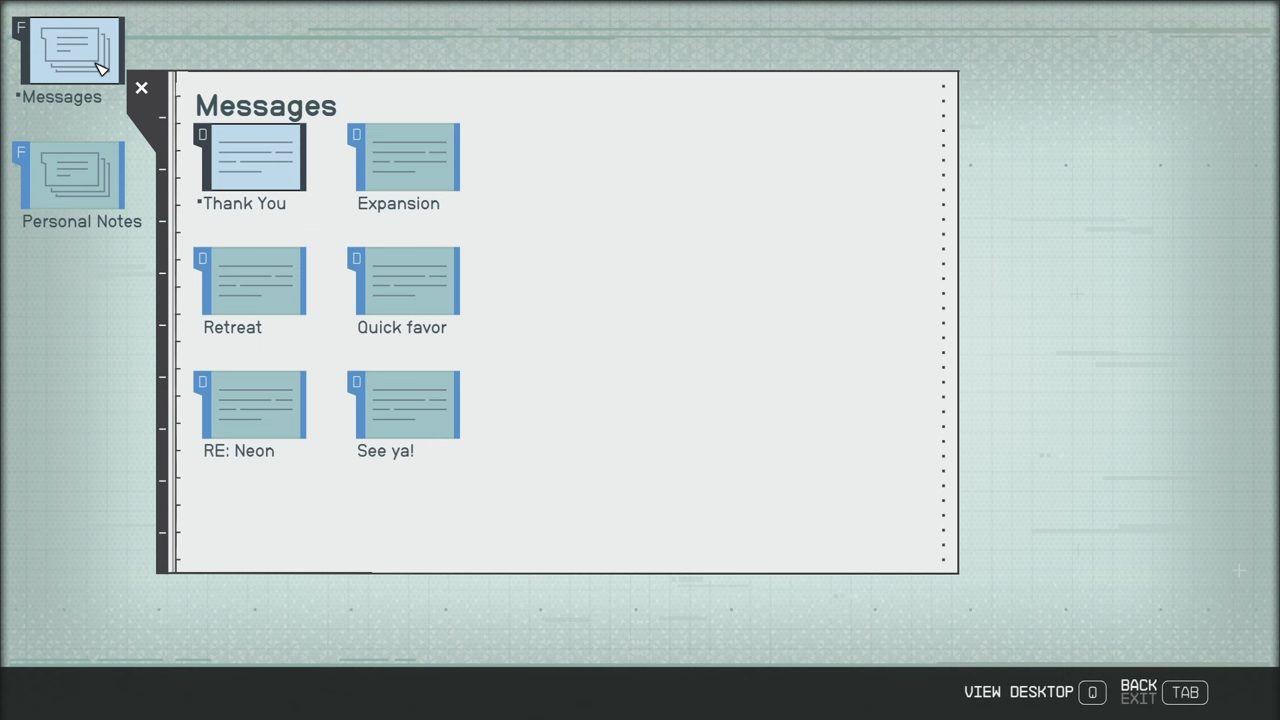 F
Messages
F
Personal Notes
Messages
D
Thank You
D
Expansion
D
Retreat
D
Quick favor
D
RE: Neon
D
See ya!
VIEW DESKTOP Q
BACK
EXIT
TAB